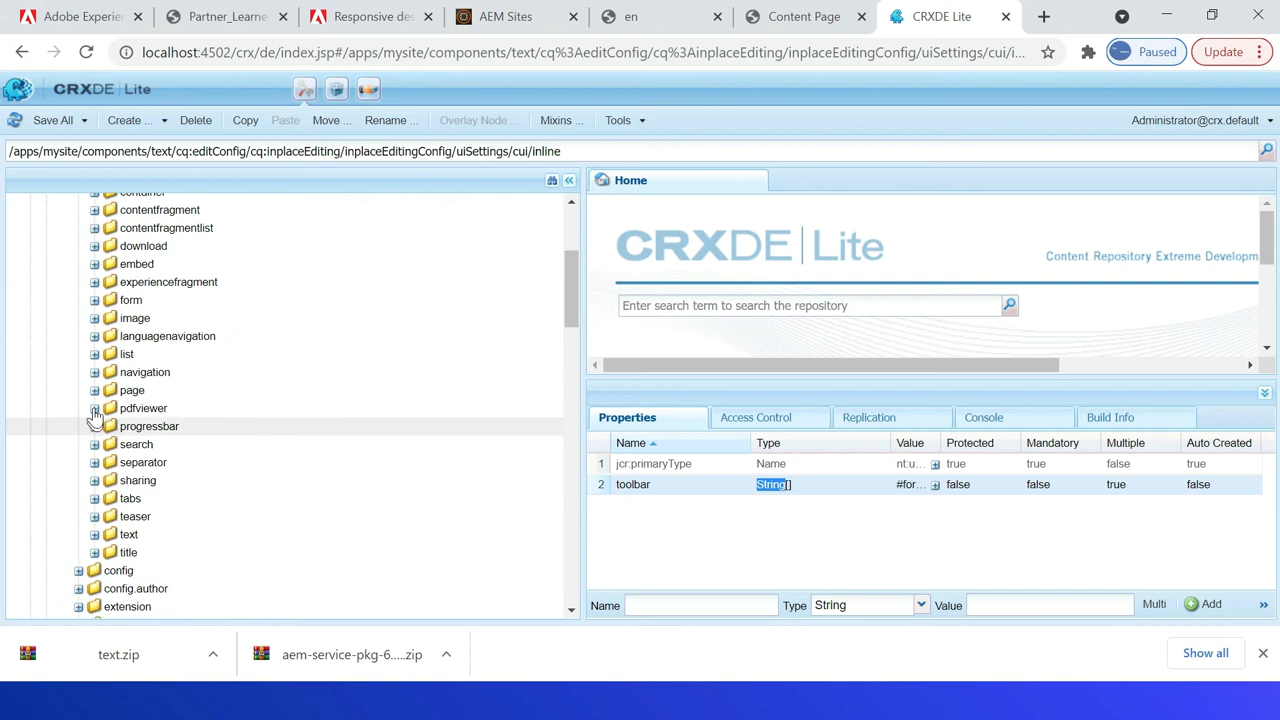 Adobe Experie
Partner_Learne
Responsive des
AEM Sites
en
Content Page
CRXDE Lite
localhost:4502/crx/de/index.jsp#/apps/mysite/components/text/cq%3AeditConfig/cq%3AinplaceEditing/inplaceEditingConfig/uiSettings/cui/i...
Paused
Update
CRXDE | Lite
Save All
Create ...
Delete
Copy
Paste
Move ...
Rename ...
Overlay Node ...
Mixins ...
Tools
Administrator@crx.default
/apps/mysite/components/text/cq:editConfig/cq:inplaceEditing/inplaceEditingConfig/uiSettings/cui/inline
container
contentfragment
contentfragmentlist
download
embed
experiencefragment
form
image
languagenavigation
list
navigation
page
pdfviewer
progressbar
search
separator
sharing
tabs
teaser
text
title
config
config.author
extension
Home
CRXDE | Lite
Content Repository Extreme Developm
Enter search term to search the repository
Properties
Access Control
Replication
Console
Build Info
Name Type Value Protected Mandatory Multiple Auto Created
1 jcr:primaryType Name nt:u... true true false true
2 toolbar String[] #for... false false true false
Name Type String Value Multi Add »
text.zip
aem-service-pkg-6.....zip
Show all